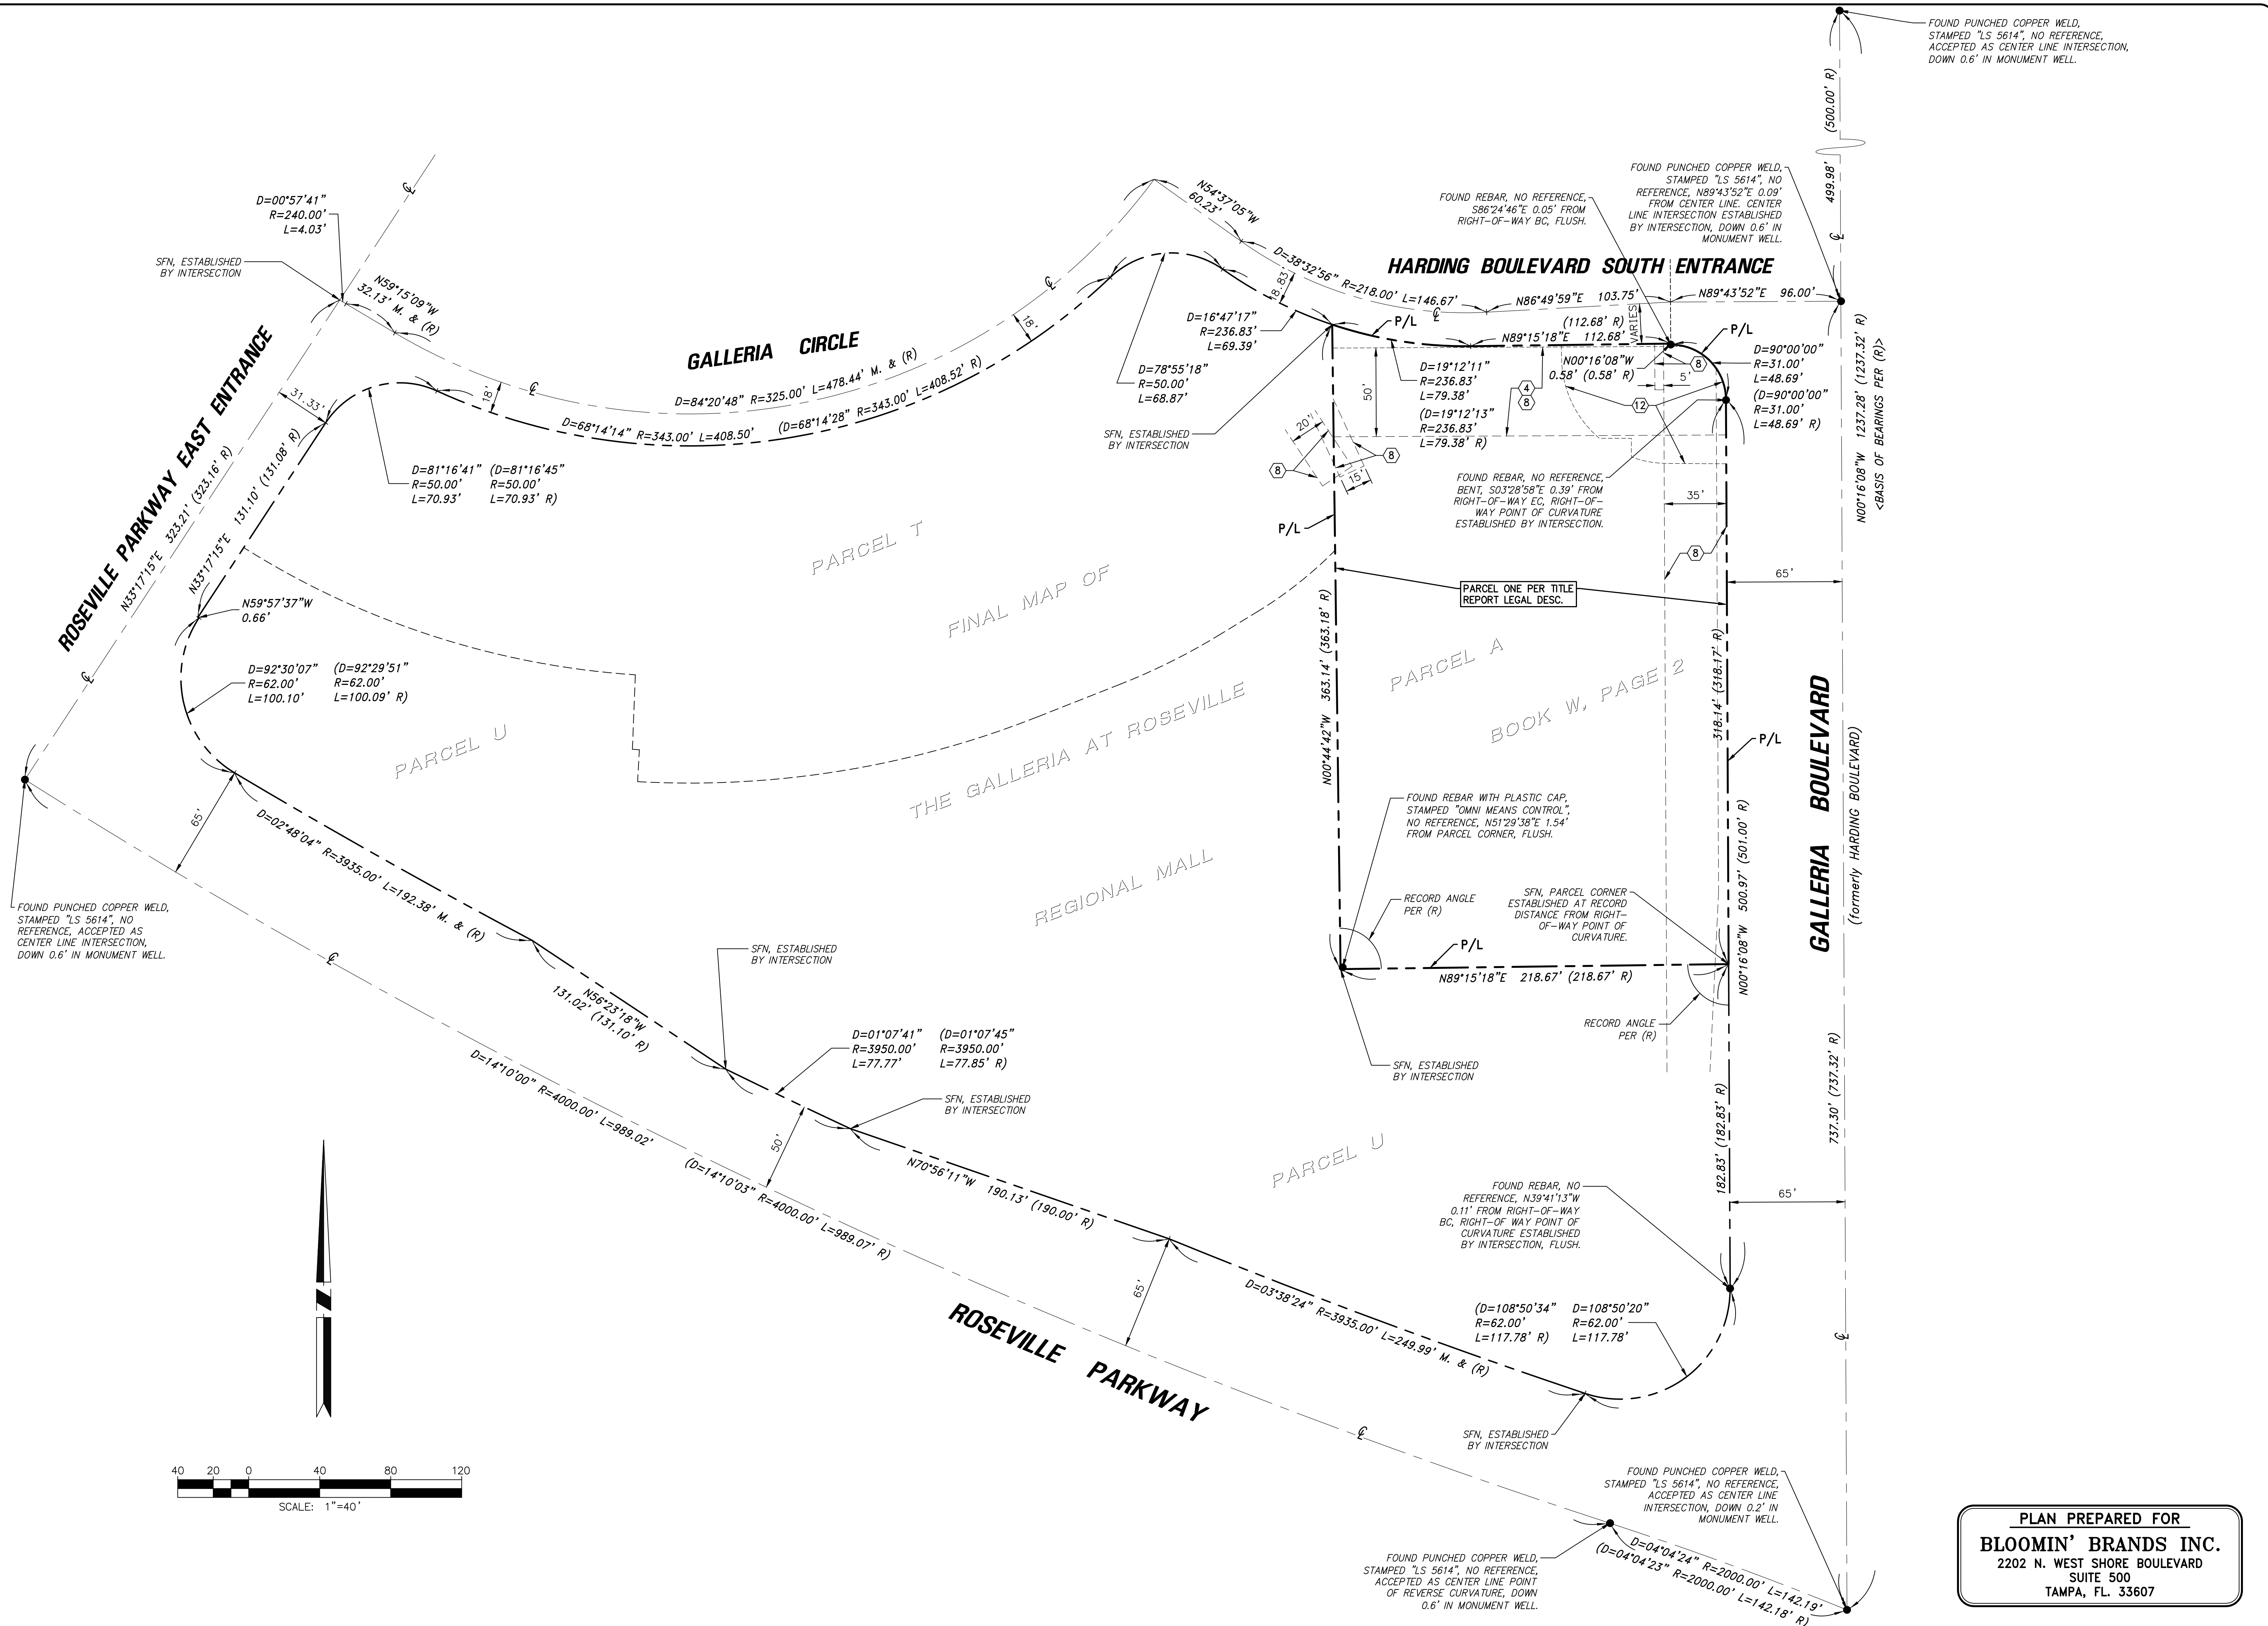 FOUND PUNCHED COPPER WELD,
STAMPED "LS 5614", NO REFERENCE,
ACCEPTED AS CENTER LINE INTERSECTION,
DOWN 0.6' IN MONUMENT WELL.
(500.00' R)
499.98'
FOUND PUNCHED COPPER WELD,
STAMPED "LS 5614", NO
REFERENCE, N89°43'52"E 0.09'
FROM CENTER LINE. CENTER
LINE INTERSECTION ESTABLISHED
BY INTERSECTION, DOWN 0.6' IN
MONUMENT WELL.
FOUND REBAR, NO REFERENCE,
S86°24'46"E 0.05' FROM
RIGHT-OF-WAY BC, FLUSH.
D=00°57'41"
R=240.00'
L=4.03'
SFN, ESTABLISHED
BY INTERSECTION
N59°15'09"W
32.13' M. & (R)
GALLERIA CIRCLE
D=84°20'48" R=325.00' L=478.44' M. & (R)
D=68°14'14" R=343.00' L=408.50' (D=68°14'28" R=343.00' L=408.52' R)
18'
18'
N54°37'05"W
60.23'
D=38°32'56" R=218.00' L=146.67'
18.83'
HARDING BOULEVARD SOUTH ENTRANCE
N86°49'59"E 103.75'
N89°43'52"E 96.00'
(112.68' R)
N89°15'18"E 112.68'
VARIES
P/L
P/L
N00°16'08"W
0.58' (0.58' R)
8
5'
D=90°00'00"
R=31.00'
L=48.69'
(D=90°00'00"
R=31.00'
L=48.69' R)
D=16°47'17"
R=236.83'
L=69.39'
D=78°55'18"
R=50.00'
L=68.87'
SFN, ESTABLISHED
BY INTERSECTION
50'
D=19°12'11"
R=236.83'
L=79.38'
(D=19°12'13"
R=236.83'
L=79.38' R)
4
8
12
20'
8
8
15'
P/L
FOUND REBAR, NO REFERENCE,
BENT, S03°28'58"E 0.39' FROM
RIGHT-OF-WAY EC, RIGHT-OF-
WAY POINT OF CURVATURE
ESTABLISHED BY INTERSECTION.
35'
8
65'
N00°16'08"W 1237.28' (1237.32' R)
<BASIS OF BEARINGS PER (R)>
ROSEVILLE PARKWAY EAST ENTRANCE
31.33'
N33°17'15"E 323.21' (323.16' R)
N33°17'15"E 131.10' (131.08' R)
D=81°16'41" (D=81°16'45"
R=50.00' R=50.00'
L=70.93' L=70.93' R)
N59°57'37"W
0.66'
D=92°30'07" (D=92°29'51"
R=62.00' R=62.00'
L=100.10' L=100.09' R)
PARCEL T
FINAL MAP OF
PARCEL A
BOOK W, PAGE 2
THE GALLERIA AT ROSEVILLE
REGIONAL MALL
PARCEL U
PARCEL U
PARCEL ONE PER TITLE
REPORT LEGAL DESC.
N00°44'42"W 363.14' (363.18' R)
318.14' (318.17' R)
P/L
GALLERIA BOULEVARD
(formerly HARDING BOULEVARD)
N00°16'08"W 500.97' (501.00' R)
FOUND REBAR WITH PLASTIC CAP,
STAMPED "OMNI MEANS CONTROL",
NO REFERENCE, N51°29'38"E 1.54'
FROM PARCEL CORNER, FLUSH.
RECORD ANGLE
PER (R)
SFN, PARCEL CORNER
ESTABLISHED AT RECORD
DISTANCE FROM RIGHT-
OF-WAY POINT OF
CURVATURE.
P/L
N89°15'18"E 218.67' (218.67' R)
RECORD ANGLE
PER (R)
SFN, ESTABLISHED
BY INTERSECTION
737.30' (737.32' R)
182.83' (182.83' R)
65'
65'
D=02°48'04" R=3935.00' L=192.38' M. & (R)
FOUND PUNCHED COPPER WELD,
STAMPED "LS 5614", NO
REFERENCE, ACCEPTED AS
CENTER LINE INTERSECTION,
DOWN 0.6' IN MONUMENT WELL.
SFN, ESTABLISHED
BY INTERSECTION
N56°23'18"W
131.02' (131.10' R)
D=01°07'41" (D=01°07'45"
R=3950.00' R=3950.00'
L=77.77' L=77.85' R)
SFN, ESTABLISHED
BY INTERSECTION
D=14°10'00" R=4000.00' L=989.02'
(D=14°10'03" R=4000.00' L=989.07' R)
50'
N70°56'11"W 190.13' (190.00' R)
65'
FOUND REBAR, NO
REFERENCE, N39°41'13"W
0.11' FROM RIGHT-OF-WAY
BC, RIGHT-OF WAY POINT OF
CURVATURE ESTABLISHED
BY INTERSECTION, FLUSH.
D=03°38'24" R=3935.00' L=249.99' M. & (R)
(D=108°50'34" D=108°50'20"
R=62.00' R=62.00'
L=117.78' R) L=117.78'
ROSEVILLE PARKWAY
SFN, ESTABLISHED
BY INTERSECTION
FOUND PUNCHED COPPER WELD,
STAMPED "LS 5614", NO REFERENCE,
ACCEPTED AS CENTER LINE
INTERSECTION, DOWN 0.2' IN
MONUMENT WELL.
FOUND PUNCHED COPPER WELD,
STAMPED "LS 5614", NO REFERENCE,
ACCEPTED AS CENTER LINE POINT
OF REVERSE CURVATURE, DOWN
0.6' IN MONUMENT WELL.
D=04°04'24" R=2000.00' L=142.19'
(D=04°04'23" R=2000.00' L=142.18' R)
40 20 0 40 80 120
SCALE: 1"=40'
PLAN PREPARED FOR
BLOOMIN' BRANDS INC.
2202 N. WEST SHORE BOULEVARD
SUITE 500
TAMPA, FL. 33607